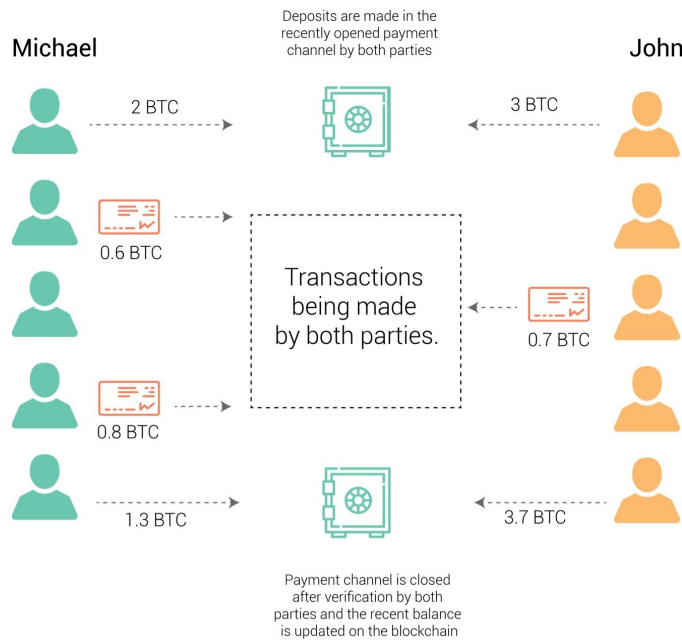 Deposits are made in the
recently opened payment
channel by both parties
Michael
John
2 BTC
3 BTC
0.6 BTC
Transactions
being made
by both parties.
0.7 BTC
0.8 BTC
1.3 BTC
3.7 BTC
Payment channel is closed
after verification by both
parties and the recent balance
is updated on the blockchain